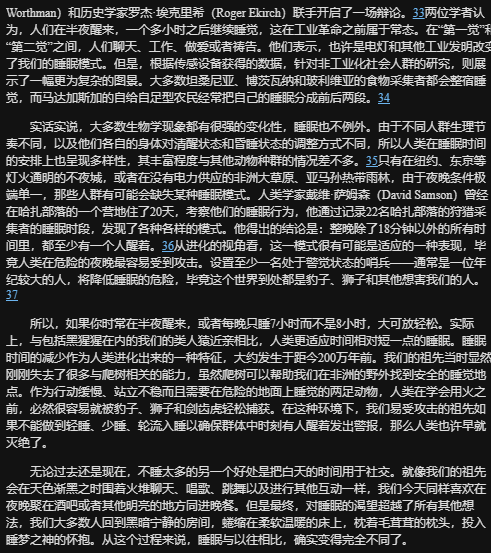 Worthman）和历史学家罗杰·埃克里希（Roger Ekirch）联手开启了一场辩论。33两位学者认
为，人们在半夜醒来，一个多小时之后继续睡觉，这在工业革命之前属于常态。在“第一觉”和
“第二觉”之间，人们聊天、工作、做爱或者祷告。他们表示，也许是电灯和其他工业发明改变
了我们的睡眠模式。但是，根据传感设备获得的数据，针对非工业化社会人群的研究，则展
示了一幅更为复杂的图景。大多数坦桑尼亚、博茨瓦纳和玻利维亚的食物采集者都会整宿睡
觉，而马达加斯加的自给自足型农民经常把自己的睡眠分成前后两段。34
实话实说，大多数生物学现象都有很强的变化性，睡眠也不例外。由于不同人群生理节
奏不同，以及他们各自的身体对清醒状态和昏睡状态的调整方式不同，所以人类在睡眠时间
的安排上也呈现多样性，其丰富程度与其他动物种群的情况差不多。35只有在纽约、东京等
灯火通明的不夜城，或者在没有电力供应的非洲大草原、亚马孙热带雨林，由于夜晚条件极
端单一，那些人群有可能会缺失某种睡眠模式。人类学家戴维·萨姆森（David Samson）曾经
在哈扎部落的一个营地住了20天，考察他们的睡眠行为，他通过记录22名哈扎部落的狩猎采
集者的睡眠时段，发现了各种各样的模式。他得出的结论是：整晚除了18分钟以外的所有时
间里，都至少有一个人醒着。36从进化的视角看，这一模式很有可能是适应的一种表现，毕
竟人类在危险的夜晚最容易受到攻击。设置至少一名处于警觉状态的哨兵——通常是一位年
纪较大的人，将降低睡眠的危险，毕竟这个世界到处都是豹子、狮子和其他想害我们的人。
37
所以，如果你时常在半夜醒来，或者每晚只睡7小时而不是8小时，大可放轻松。实际
上，与包括黑猩猩在内的我们的类人猿近亲相比，人类更适应时间相对短一点的睡眠。睡眠
时间的减少作为人类进化出来的一种特征，大约发生于距今200万年前。我们的祖先当时显然
刚刚失去了很多与爬树相关的能力，虽然爬树可以帮助我们在非洲的野外找到安全的睡觉地
点。作为行动缓慢、站立不稳而且需要在危险的地面上睡觉的两足动物，人类在学会用火之
前，必然很容易就被豹子、狮子和剑齿虎轻松捕获。在这种环境下，我们易受攻击的祖先如
果不能做到轻睡、少睡、轮流入睡以确保群体中时刻有人醒着发出警报，那么人类也许早就
灭绝了。
无论过去还是现在，不睡太多的另一个好处是把白天的时间用于社交。就像我们的祖先
会在天色渐黑之时围着火堆聊天、唱歌、跳舞以及进行其他互动一样，我们今天同样喜欢在
夜晚聚在酒吧或者其他明亮的地方同进晚餐。但是最终，对睡眠的渴望超越了所有其他想
法，我们大多数人回到黑暗宁静的房间，蜷缩在柔软温暖的床上，枕着毛茸茸的枕头，投入
睡梦之神的怀抱。从这个过程来说，睡眠与以往相比，确实变得完全不同了。